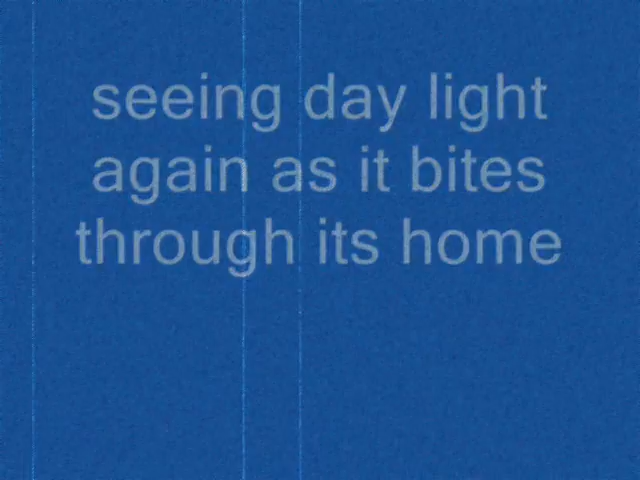 seeing day light
again as it bites
through its home